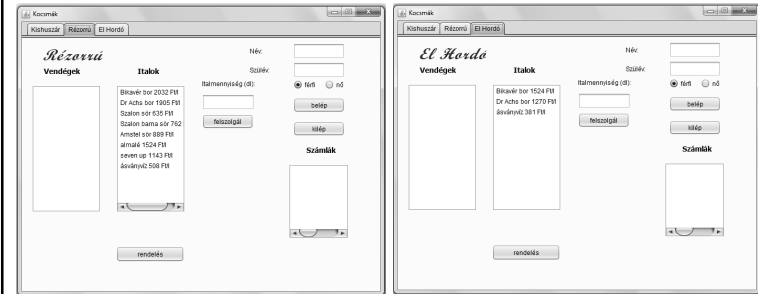 Kocsmák
Kishuszár Rézorrú El Hordó
Rézorrú
Név:
Vendégek
Italok
Szülév:
Italmennyiség (dl):
férfi nő
Bikavér bor 2032 Ft/l
Dr Achs bor 1905 Ft/l
Szalon sör 635 Ft/l
Szalon barna sör 762
Amstel sör 889 Ft/l
almalé 1524 Ft/l
seven up 1143 Ft/l
ásványvíz 508 Ft/l
belép
felszolgál
kilép
Számlák
rendelés
Kocsmák
Kishuszár Rézorrú El Hordó
El Hordó
Név:
Vendégek
Italok
Szülév:
Italmennyiség (dl):
férfi nő
Bikavér bor 1524 Ft/l
Dr Achs bor 1270 Ft/l
ásványvíz 381 Ft/l
belép
felszolgál
kilép
Számlák
rendelés